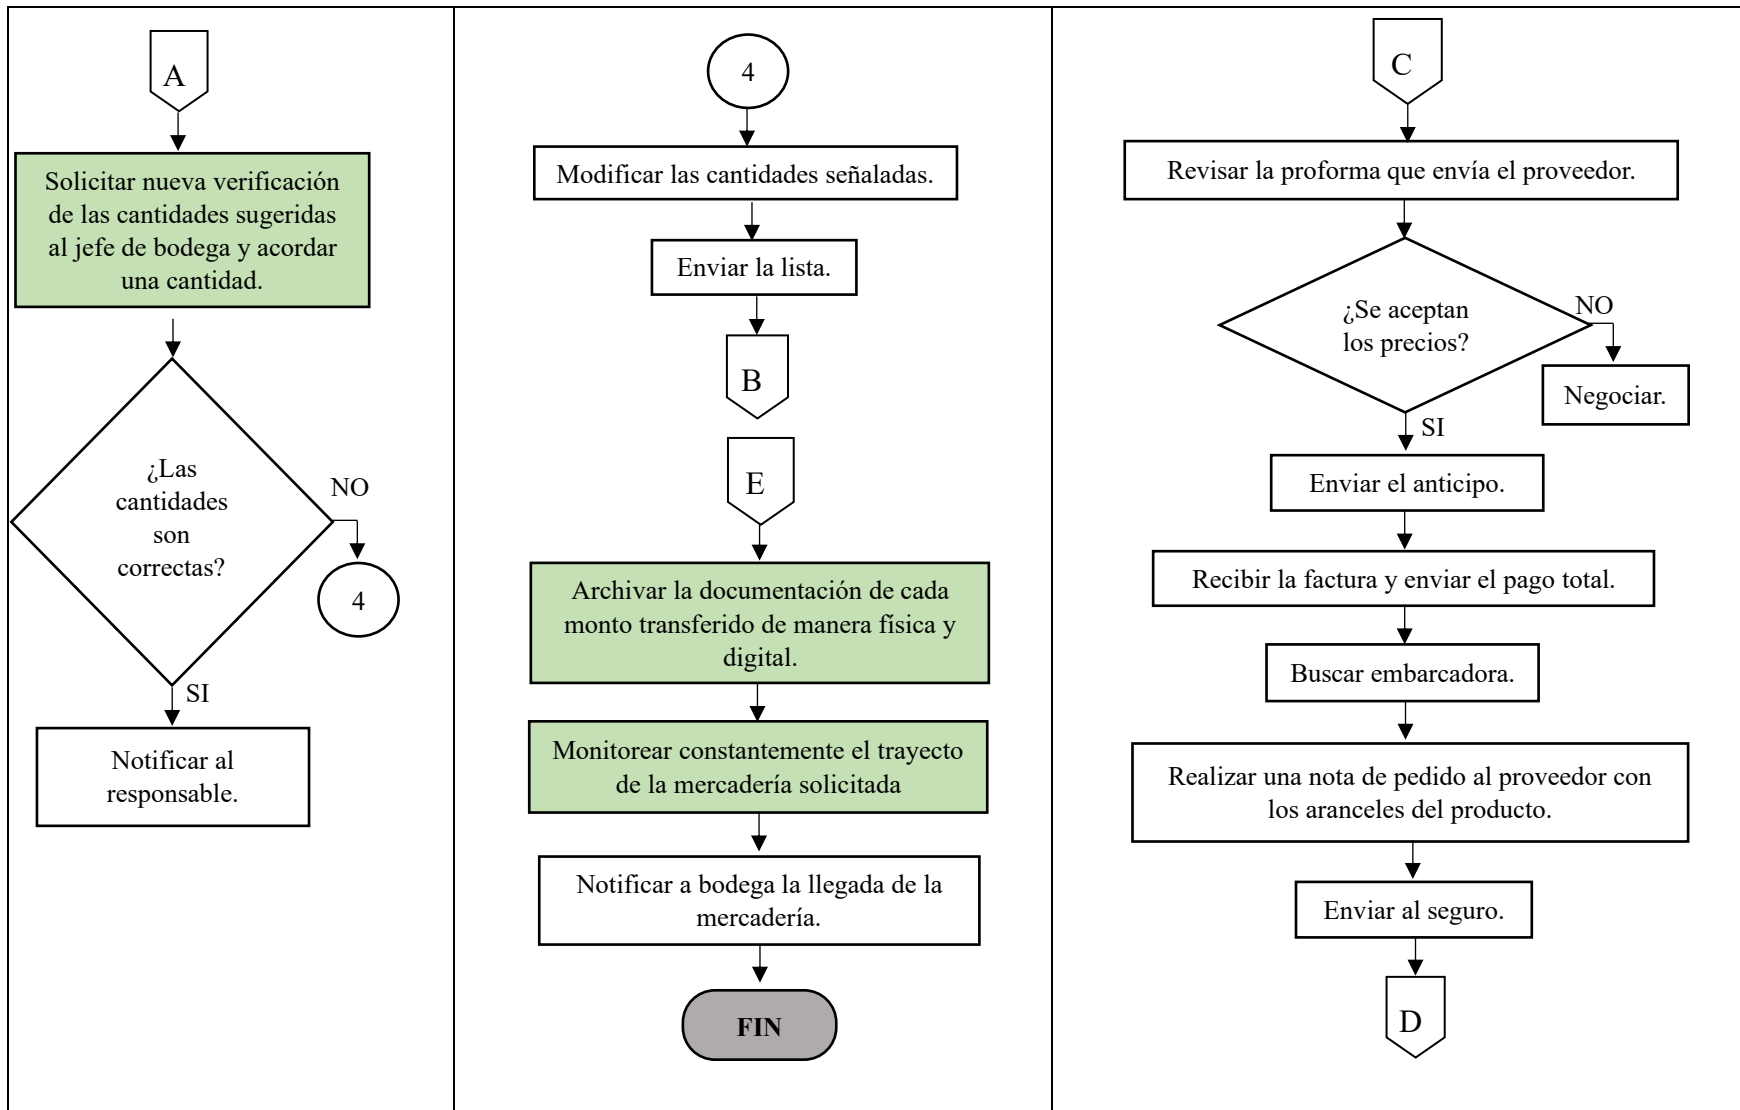 A
Solicitar nueva verificación
de las cantidades sugeridas
al jefe de bodega y acordar
una cantidad.
¿Las
cantidades
son
correctas?
NO
4
SI
Notificar al
responsable.
4
Modificar las cantidades señaladas.
Enviar la lista.
B
E
Archivar la documentación de cada
monto transferido de manera física y
digital.
Monitorear constantemente el trayecto
de la mercadería solicitada
Notificar a bodega la llegada de la
mercadería.
FIN
C
Revisar la proforma que envía el proveedor.
¿Se aceptan
los precios?
NO
Negociar.
SI
Enviar el anticipo.
Recibir la factura y enviar el pago total.
Buscar embarcadora.
Realizar una nota de pedido al proveedor con
los aranceles del producto.
Enviar al seguro.
D